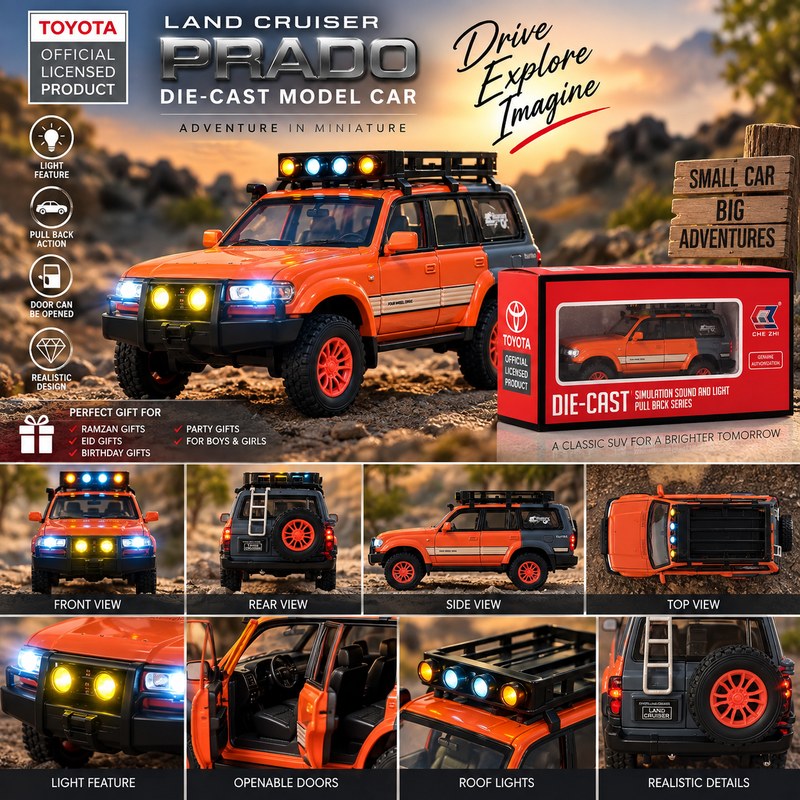 TOYOTA
OFFICIAL
LICENSED
PRODUCT
LAND CRUISER
PRADO
DIE-CAST MODEL CAR
ADVENTURE IN MINIATURE
Drive
Explore
Imagine
LIGHT
FEATURE
PULL BACK
ACTION
DOOR CAN
BE OPENED
REALISTIC
DESIGN
SMALL CAR
BIG
ADVENTURES
FOUR WHEEL DRIVE
TOYOTA
OFFICIAL
LICENSED
PRODUCT
CHE ZHI
GENUINE
AUTHORIZATION
DIE-CAST
SIMULATION SOUND AND LIGHT
PULL BACK SERIES
A CLASSIC SUV FOR A BRIGHTER TOMORROW
PERFECT GIFT FOR
✓ RAMZAN GIFTS
✓ EID GIFTS
✓ BIRTHDAY GIFTS
✓ PARTY GIFTS
✓ FOR BOYS & GIRLS
FRONT VIEW
REAR VIEW
SIDE VIEW
TOP VIEW
LAND
CRUISER
LIGHT FEATURE
OPENABLE DOORS
ROOF LIGHTS
REALISTIC DETAILS